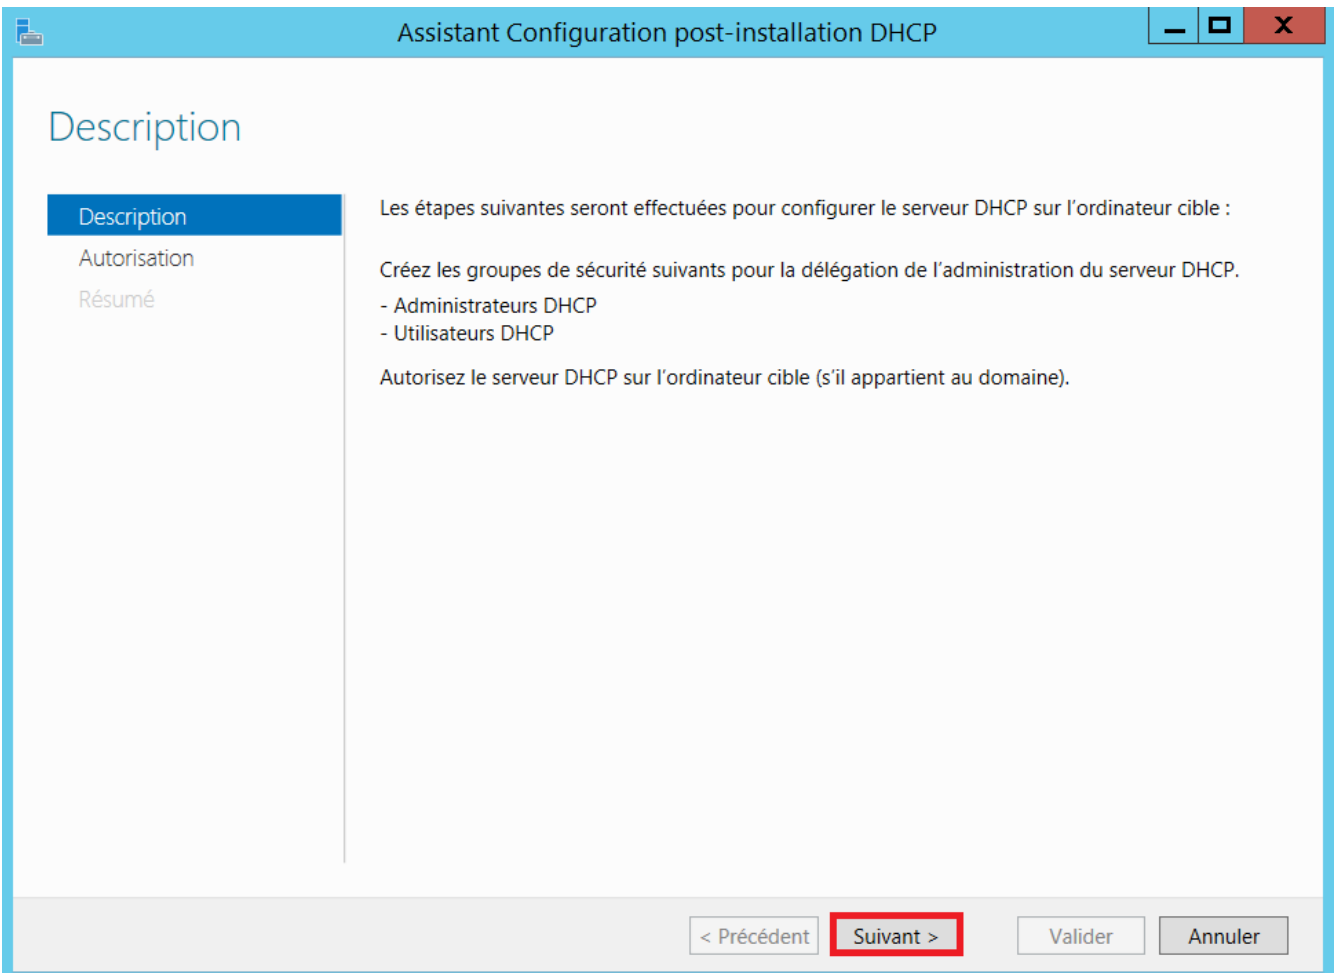 Assistant Configuration post-installation DHCP
X
Description
Description
Autorisation
Résumé
Les étapes suivantes seront effectuées pour configurer le serveur DHCP sur l’ordinateur cible :
Créez les groupes de sécurité suivants pour la délégation de l’administration du serveur DHCP.
- Administrateurs DHCP
- Utilisateurs DHCP
Autorisez le serveur DHCP sur l’ordinateur cible (s’il appartient au domaine).
< Précédent
Suivant >
Valider
Annuler